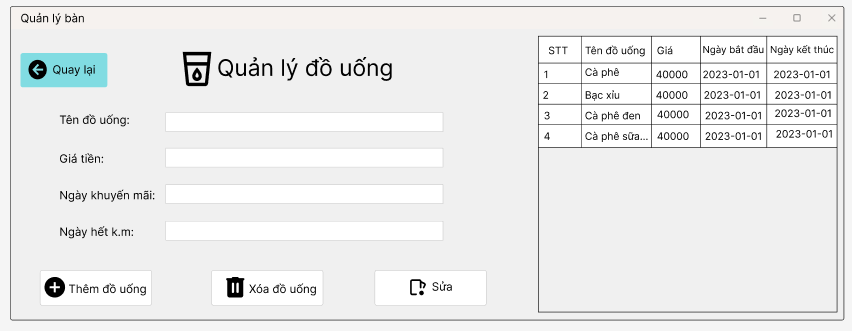 Quản lý bàn
Quay lại
Quản lý đồ uống
Tên đồ uống:
Giá tiền:
Ngày khuyến mãi:
Ngày hết k.m:
Thêm đồ uống
Xóa đồ uống
Sửa
STT Tên đồ uống Giá Ngày bắt đầu Ngày kết thúc
1 Cà phê 40000 2023-01-01 2023-01-01
2 Bạc xỉu 40000 2023-01-01 2023-01-01
3 Cà phê đen 40000 2023-01-01 2023-01-01
4 Cà phê sữa... 40000 2023-01-01 2023-01-01